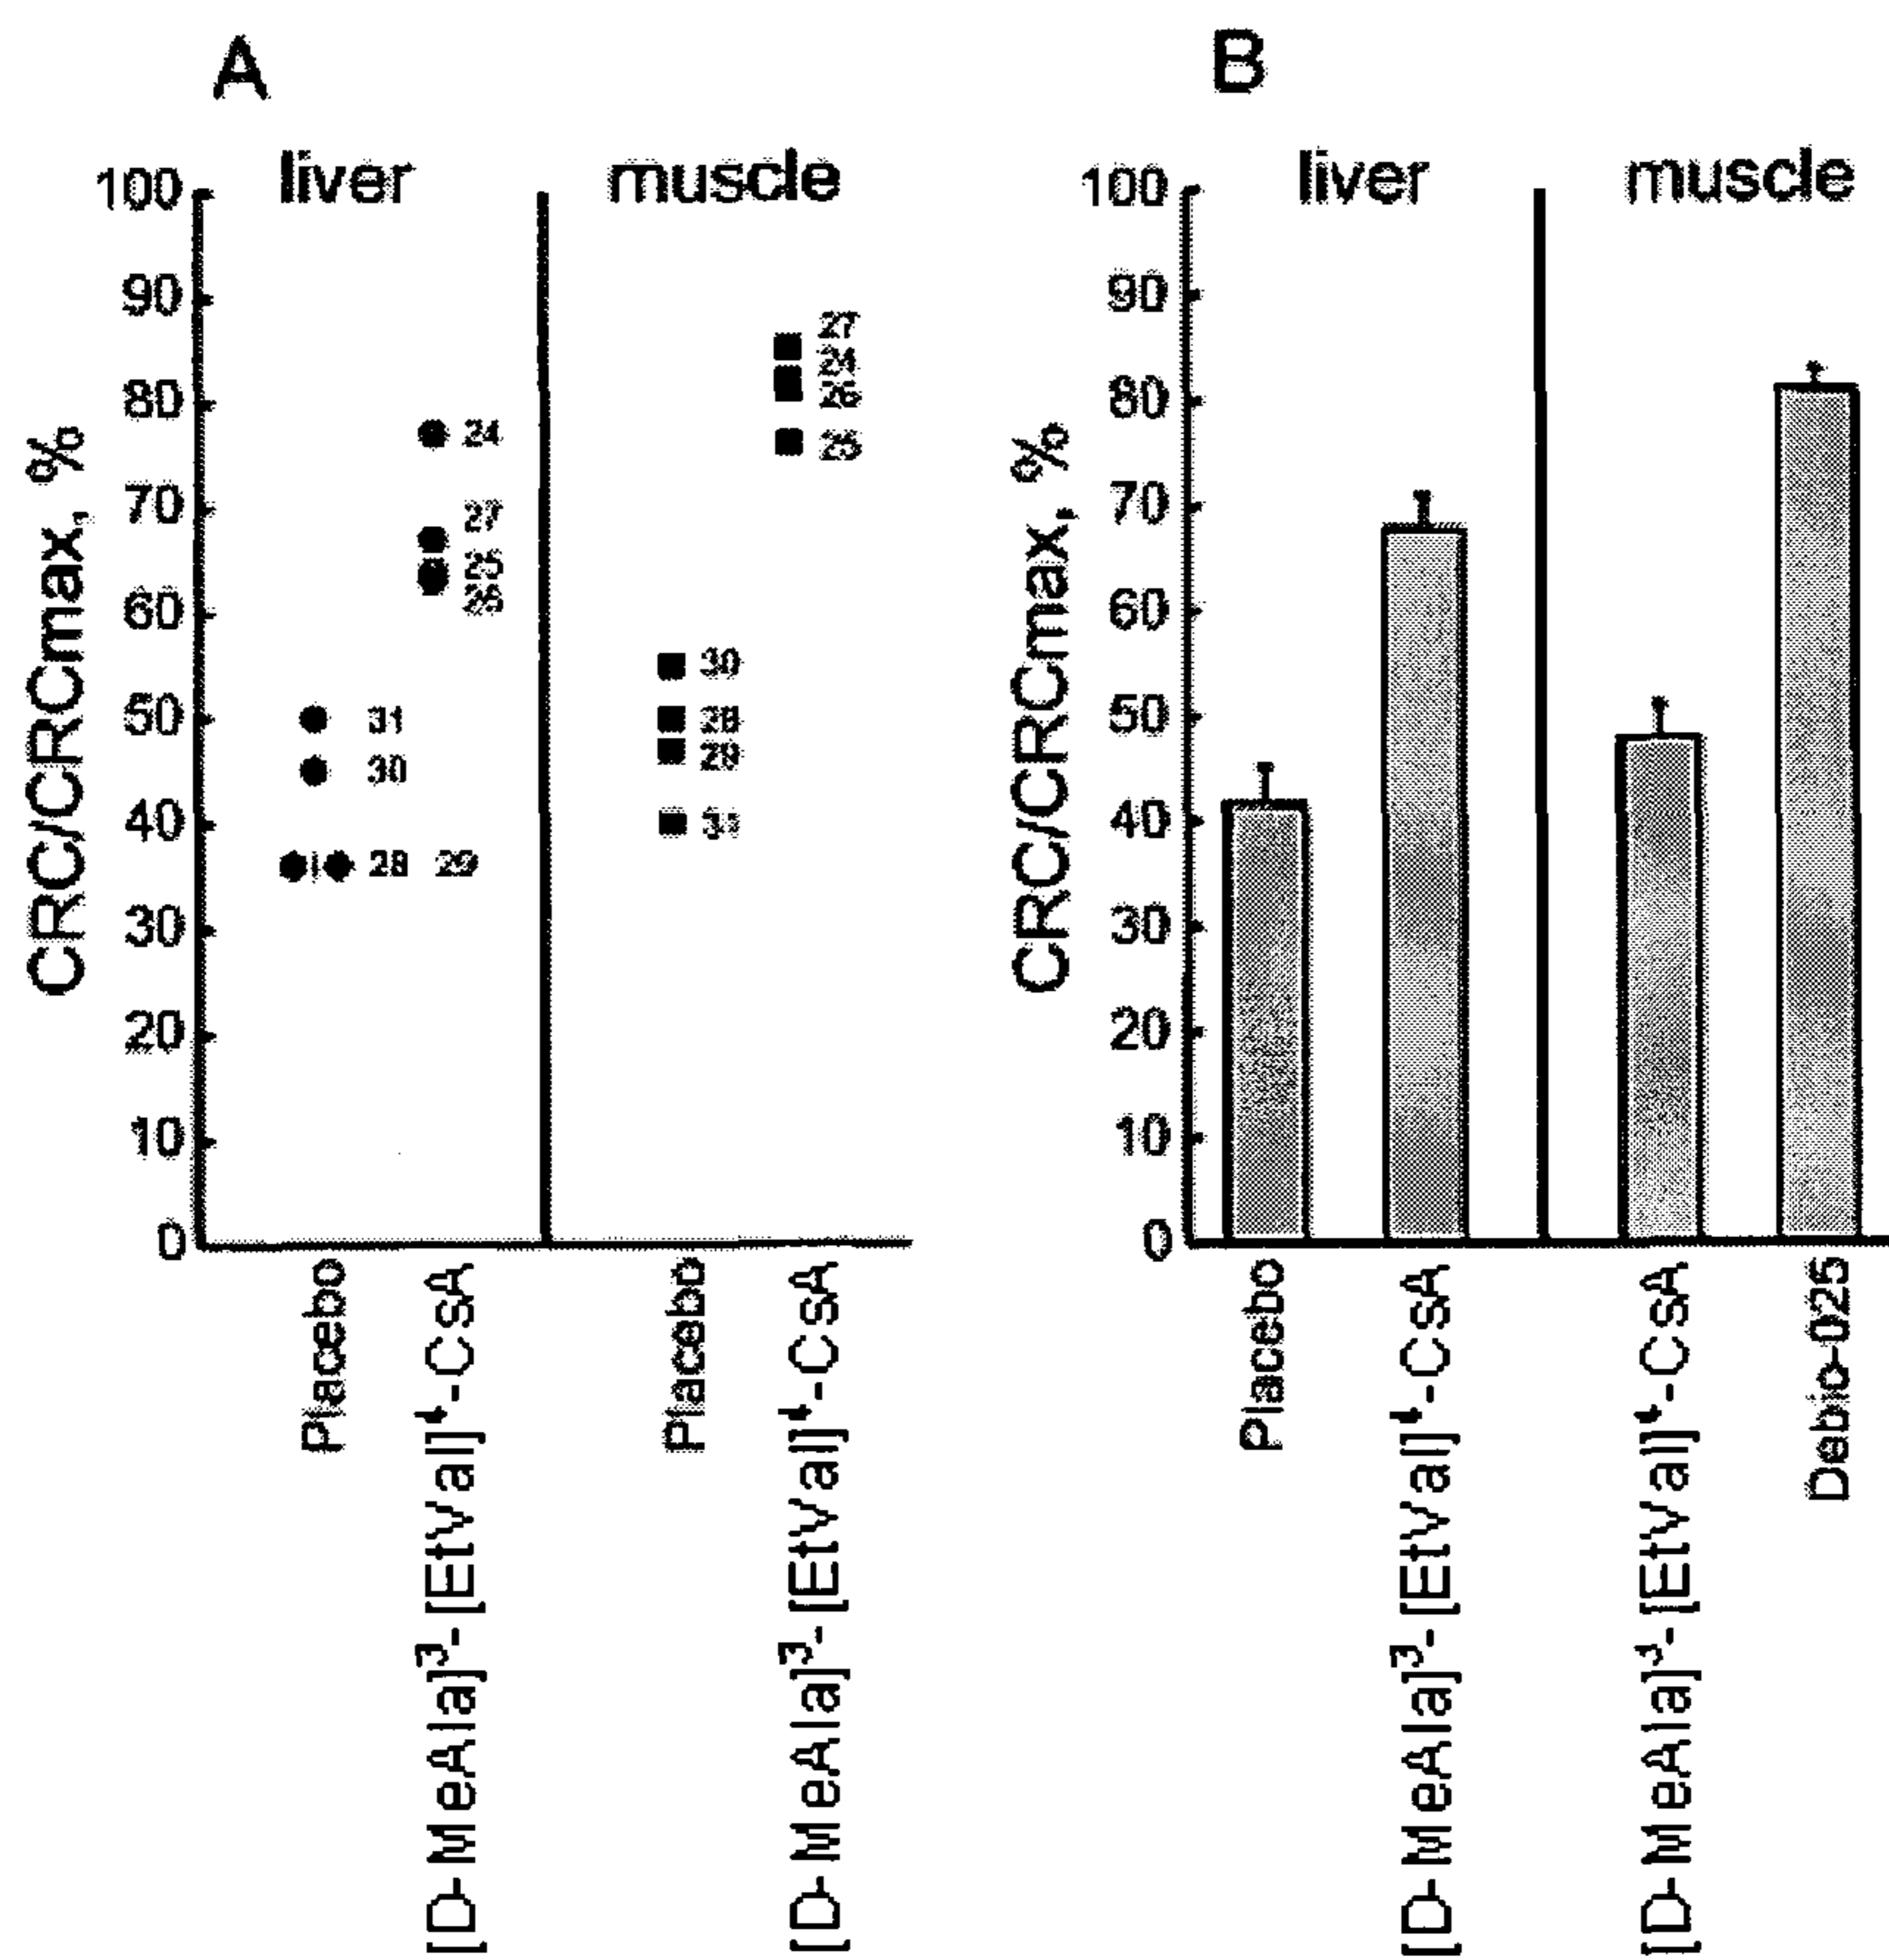 A
liver
muscle
CRC/CRCmax, %
100
90
80
70
60
50
40
30
20
10
0
24
27
25
26
31
30
28 29
27
24
26
25
30
28
29
31
Placebo
[D-MeAla]³-[EtVal]⁴-CsA
Placebo
[D-MeAla]³-[EtVal]⁴-CsA
B
liver
muscle
CRC/CRCmax, %
100
90
80
70
60
50
40
30
20
10
0
Placebo
[D-MeAla]³-[EtVal]⁴-CsA
[D-MeAla]³-[EtVal]⁴-CsA
Debio-025